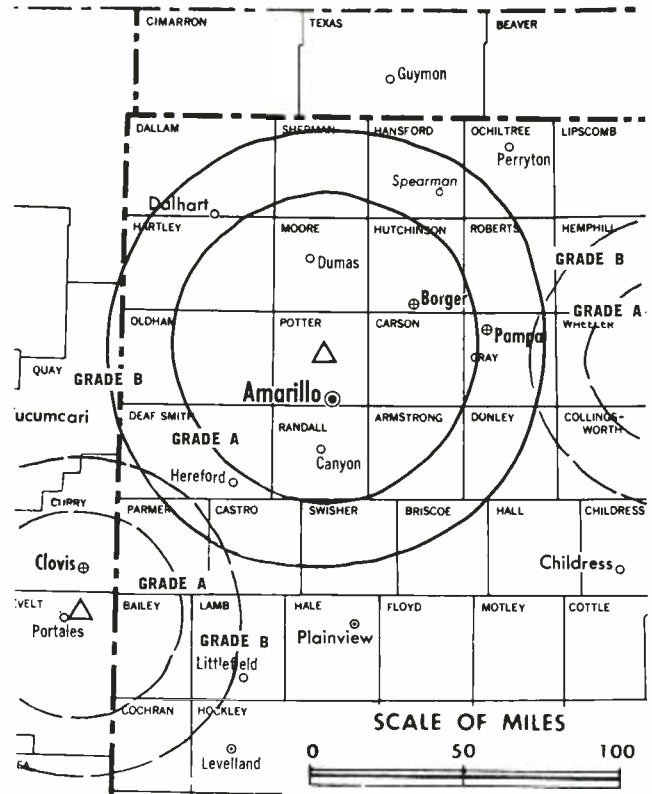 CIMARRON
TEXAS
BEAVER
Guymon
DALLAM
SHERMAN
HANSFORD
OCHILTREE
LIPSCOMB
Perryton
Spearman
Dalhart
HARTLEY
MOORE
HUTCHINSON
ROBERTS
HEMPHILL
Dumas
GRADE B
Borger
GRADE A
OLDHAM
POTTER
CARSON
Pampa
WHEELER
GRAY
QUAY
GRADE B
Amarillo
ucumcari
DEAF SMITH
RANDALL
ARMSTRONG
DONLEY
COLLINGS-
WORTH
GRADE A
Canyon
Hereford
CURRY
PARMER
CASTRO
SWISHER
BRISCOE
HALL
CHILDRESS
Clovis
Childress
GRADE A
EVELT
BAILEY
LAMB
HALE
FLOYD
MOTLEY
COTTLE
Portales
Plainview
GRADE B
Littlefield
COCHRAN
HOCKLEY
SCALE OF MILES
Levelland
0 50 100